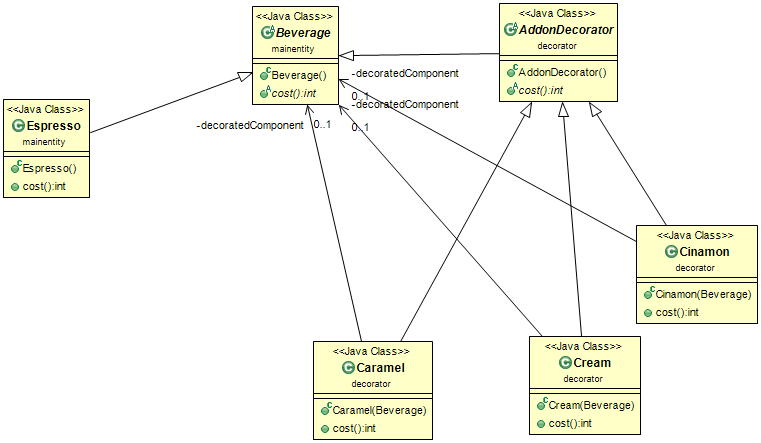 <<Java Class>>
Beverage
mainentity
Beverage()
cost():int
<<Java Class>>
AddonDecorator
decorator
AddonDecorator()
cost():int
-decoratedComponent
0..1
-decoratedComponent
0..1
-decoratedComponent
0..1
<<Java Class>>
Espresso
mainentity
Espresso()
cost():int
<<Java Class>>
Cinamon
decorator
Cinamon(Beverage)
cost():int
<<Java Class>>
Caramel
decorator
Caramel(Beverage)
cost():int
<<Java Class>>
Cream
decorator
Cream(Beverage)
cost():int